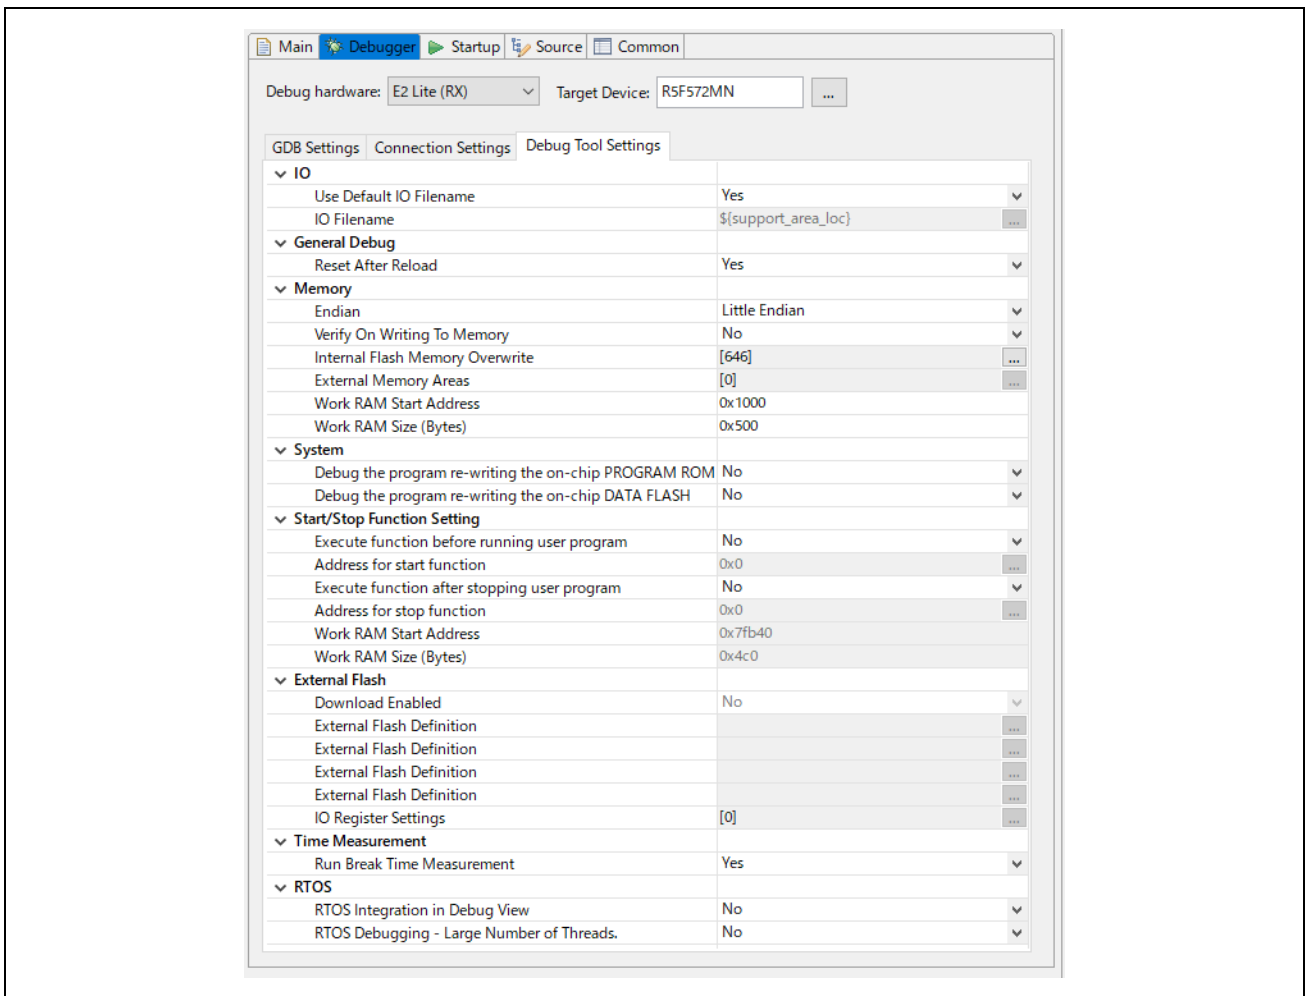 Main Debugger Startup Source Common
Debug hardware: E2 Lite (RX) Target Device: R5F572MN ...
GDB Settings Connection Settings Debug Tool Settings
IO
Use Default IO Filename Yes
IO Filename ${support_area_loc} ...
General Debug
Reset After Reload Yes
Memory
Endian Little Endian
Verify On Writing To Memory No
Internal Flash Memory Overwrite [646] ...
External Memory Areas [0] ...
Work RAM Start Address 0x1000
Work RAM Size (Bytes) 0x500
System
Debug the program re-writing the on-chip PROGRAM ROM No
Debug the program re-writing the on-chip DATA FLASH No
Start/Stop Function Setting
Execute function before running user program No
Address for start function 0x0 ...
Execute function after stopping user program No
Address for stop function 0x0 ...
Work RAM Start Address 0x7fb40
Work RAM Size (Bytes) 0x4c0
External Flash
Download Enabled No
External Flash Definition ...
External Flash Definition ...
External Flash Definition ...
External Flash Definition ...
IO Register Settings [0] ...
Time Measurement
Run Break Time Measurement Yes
RTOS
RTOS Integration in Debug View No
RTOS Debugging - Large Number of Threads. No